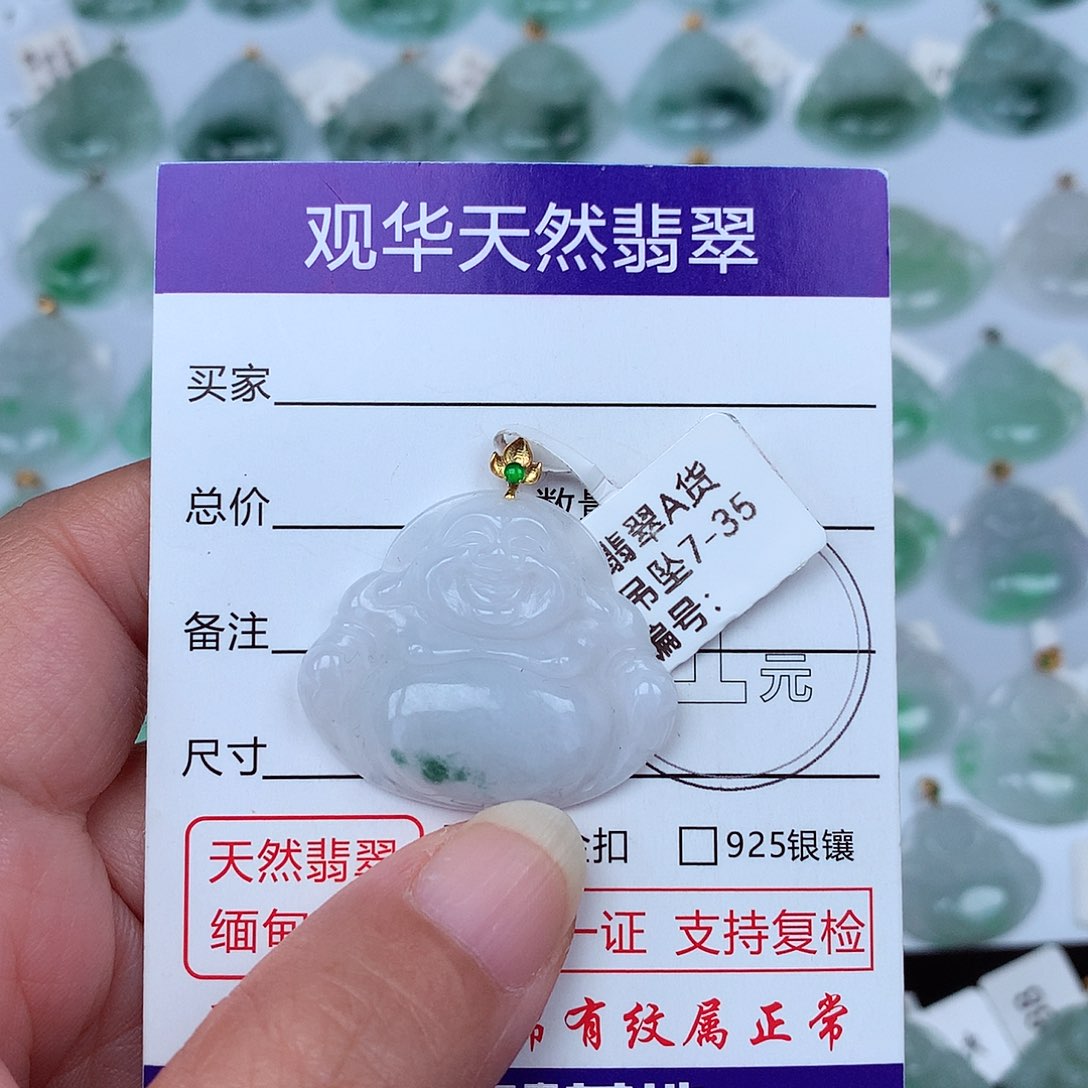 观华天然翡翠
买家
总价
数量
翡翠A货
吊坠7-35
编号：
备注
元
尺寸
扣
925银镶
天然翡翠
缅甸
一证 支持复检
有纹属正常